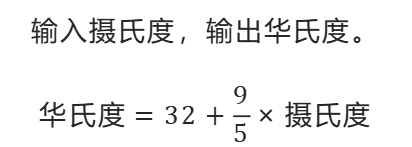 输入摄氏度，输出华氏度。
华氏度 = 32 + 9/5 × 摄氏度